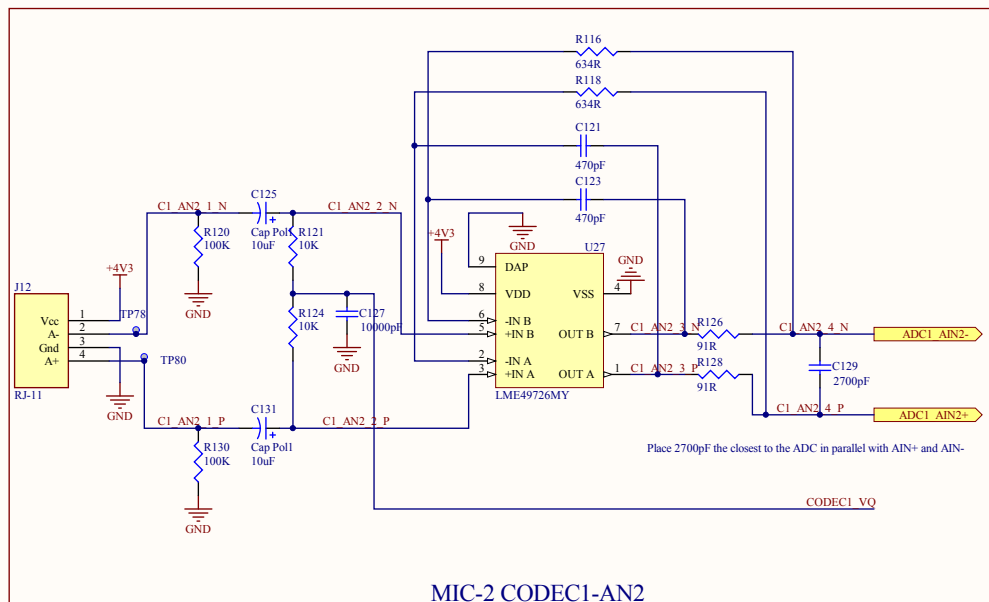 R116
634R
R118
634R
C121
470pF
C125
C123
C1_AN2_1_N
C1_AN2_2_N
470pF
R120
100K
Cap Pol1
10uF
R121
10K
+4V3
GND
U27
GND
+4V3
9
DAP
J12
GND
8
VDD
VSS
4
TP78
R124
10K
C127
10000pF
Vcc
1
A-
2
Gnd
3
A+
4
6
-IN B
5
+IN B
OUT B
7
C1_AN2_3_N
R126
91R
C1_AN2_4_N
ADC1_AIN2-
TP80
GND
2
-IN A
3
+IN A
OUT A
1
C1_AN2_3_P
R128
91R
C129
2700pF
RJ-11
LME49726MY
GND
C131
C1_AN2_1_P
C1_AN2_2_P
C1_AN2_4_P
ADC1_AIN2+
R130
100K
Cap Pol1
10uF
Place 2700pF the closest to the ADC in parallel with AIN+ and AIN-
CODEC1_VQ
GND
MIC-2 CODEC1-AN2